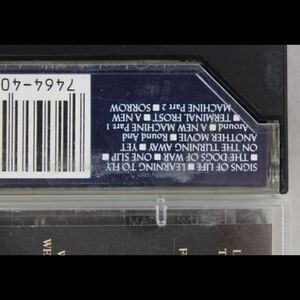 SIGNS OF LIFE ■ LEARNING TO FLY
■ THE DOGS OF WAR ■ ONE SLIP
ON THE TURNING AWAY ■ YET
ANOTHER MOVIE ■ Round And
Around ■ A NEW MACHINE Part 1
■ TERMINAL FROST ■ A NEW
MACHINE Part 2 ■ SORROW
7464-40